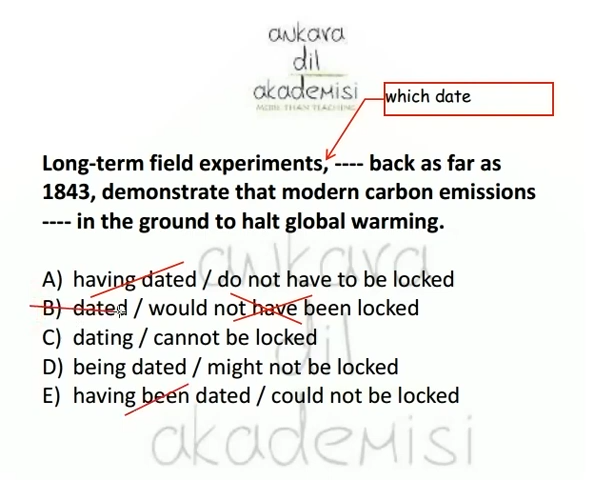 ankara
dil
akademisi
MORE THAN TEACHING
which date
Long-term field experiments, ---- back as far as
1843, demonstrate that modern carbon emissions
---- in the ground to halt global warming.
A) having dated / do not have to be locked
B) dated / would not have been locked
C) dating / cannot be locked
D) being dated / might not be locked
E) having been dated / could not be locked
ankara
dil
akademisi